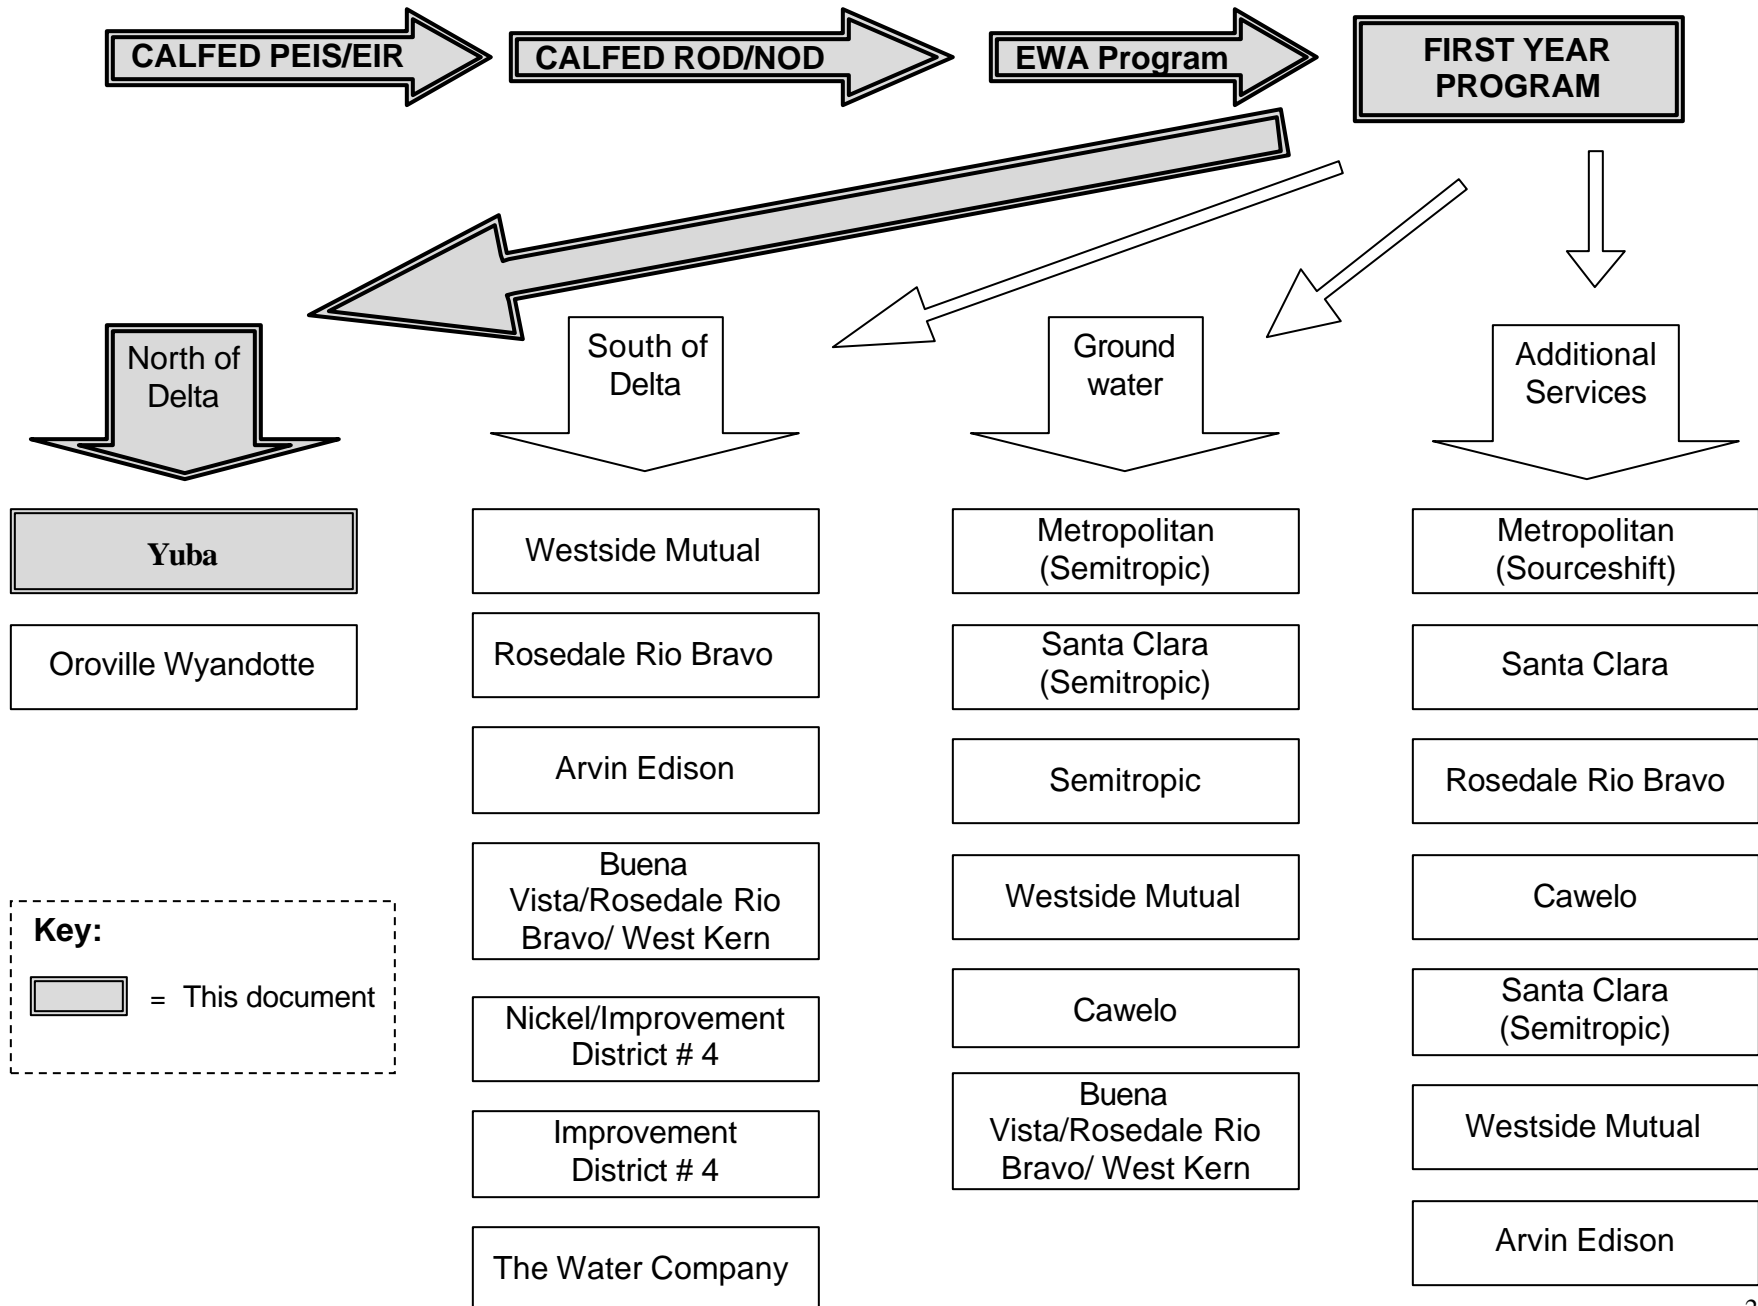 CALFED PEIS/EIR
CALFED ROD/NOD
EWA Program
FIRST YEAR
PROGRAM
North of
Delta
South of
Delta
Ground
water
Additional
Services
Yuba
Oroville Wyandotte
Westside Mutual
Rosedale Rio Bravo
Arvin Edison
Buena
Vista/Rosedale Rio
Bravo/ West Kern
Nickel/Improvement
District # 4
Improvement
District # 4
The Water Company
Metropolitan
(Semitropic)
Santa Clara
(Semitropic)
Semitropic
Westside Mutual
Cawelo
Buena
Vista/Rosedale Rio
Bravo/ West Kern
Metropolitan
(Sourceshift)
Santa Clara
Rosedale Rio Bravo
Cawelo
Santa Clara
(Semitropic)
Westside Mutual
Arvin Edison
Key:
= This document